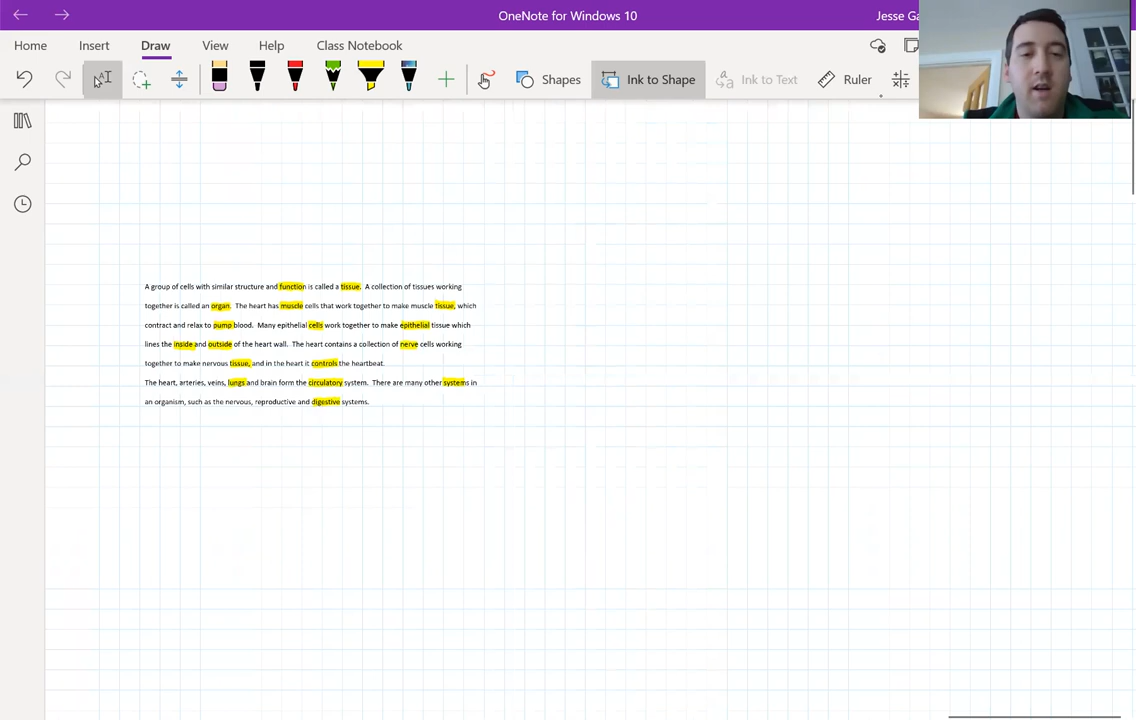 OneNote for Windows 10
Jesse Ga
Home Insert Draw View Help Class Notebook
Shapes Ink to Shape Ink to Text Ruler
A group of cells with similar structure and function is called a tissue. A collection of tissues working
together is called an organ. The heart has muscle cells that work together to make muscle tissue, which
contract and relax to pump blood. Many epithelial cells work together to make epithelial tissue which
lines the inside and outside of the heart wall. The heart contains a collection of nerve cells working
together to make nervous tissue, and in the heart it controls the heartbeat.
The heart, arteries, veins, lungs and brain form the circulatory system. There are many other systems in
an organism, such as the nervous, reproductive and digestive systems.